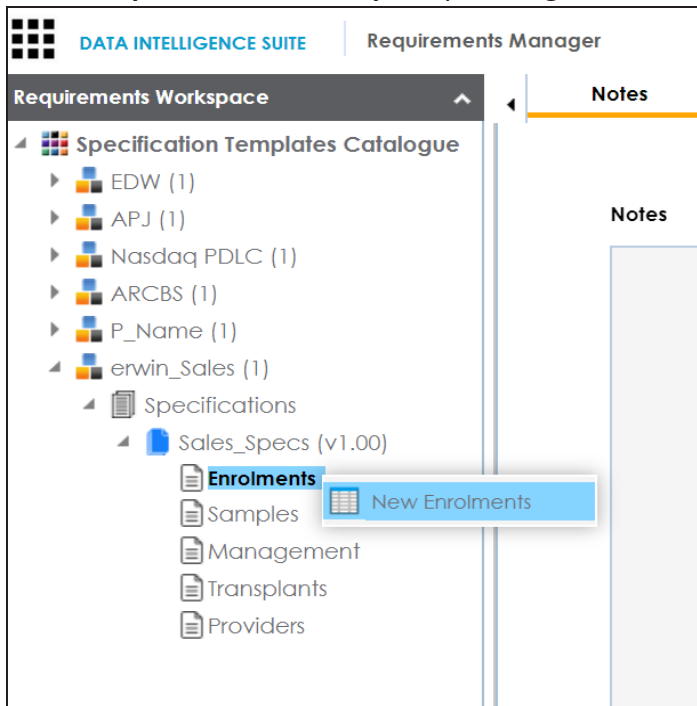 DATA INTELLIGENCE SUITE
Requirements Manager
Requirements Workspace
Notes
Specification Templates Catalogue
EDW (1)
APJ (1)
Notes
Nasdaq PDLC (1)
ARCBS (1)
P_Name (1)
erwin_Sales (1)
Specifications
Sales_Specs (v1.00)
Enrolments
New Enrolments
Samples
Management
Transplants
Providers